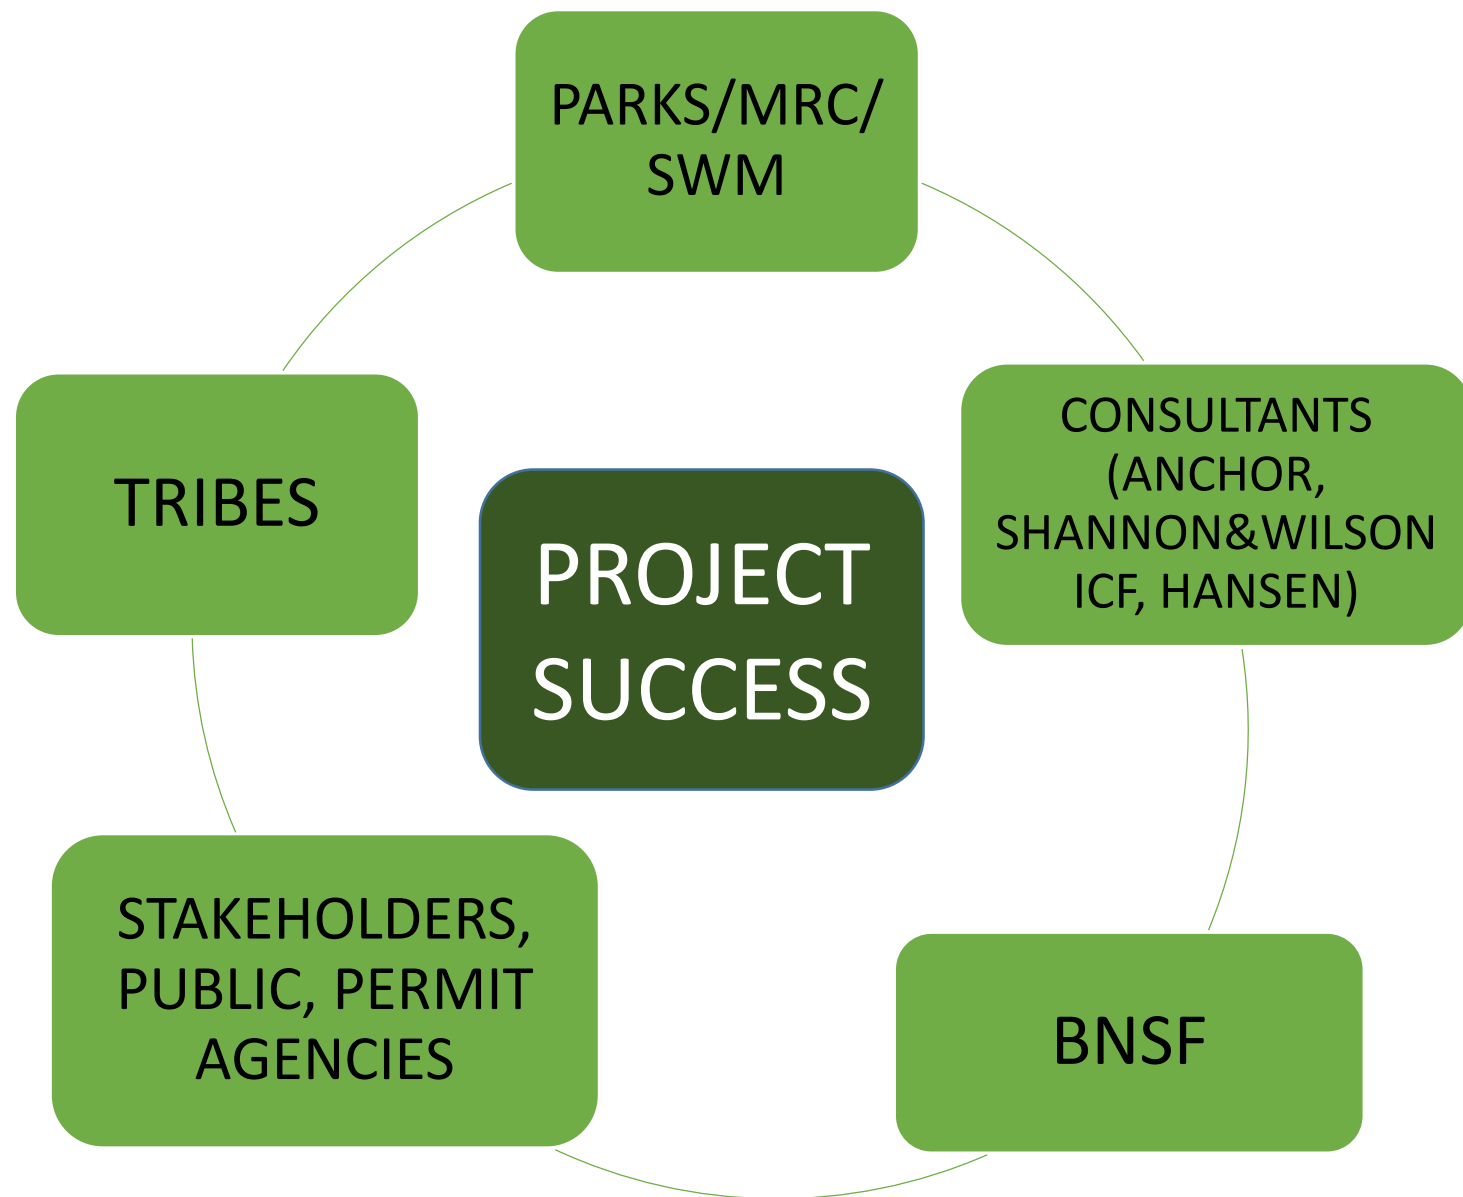 PARKS/MRC/
SWM
CONSULTANTS
(ANCHOR,
SHANNON&WILSON
ICF, HANSEN)
TRIBES
PROJECT
SUCCESS
STAKEHOLDERS,
PUBLIC, PERMIT
AGENCIES
BNSF